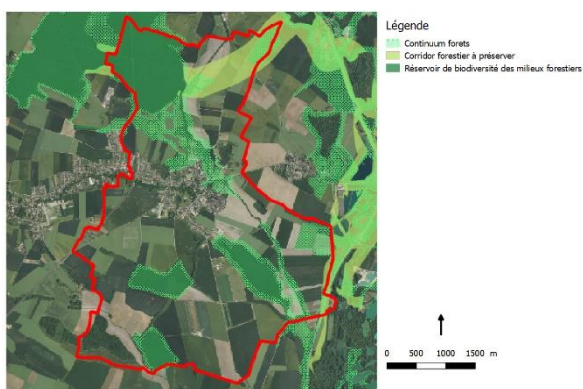 Légende
Continuum forets
Corridor forestier à préserver
Réservoir de biodiversité des milieux forestiers
0 500 1000 1500 m